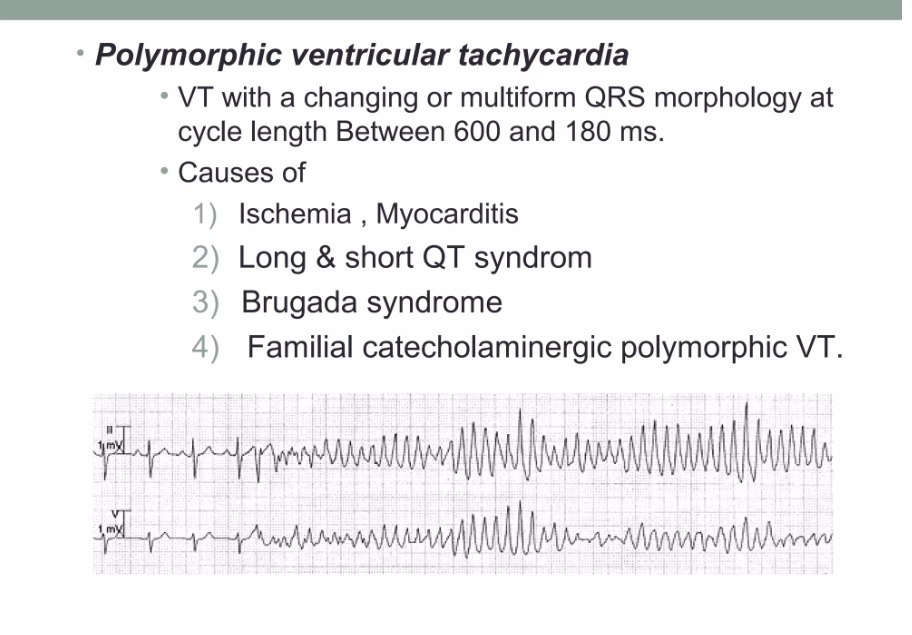 • Polymorphic ventricular tachycardia
• VT with a changing or multiform QRS morphology at
cycle length Between 600 and 180 ms.
• Causes of
1) Ischemia , Myocarditis
2) Long & short QT syndrom
3) Brugada syndrome
4) Familial catecholaminergic polymorphic VT.
II
1 mV
V
1 mV